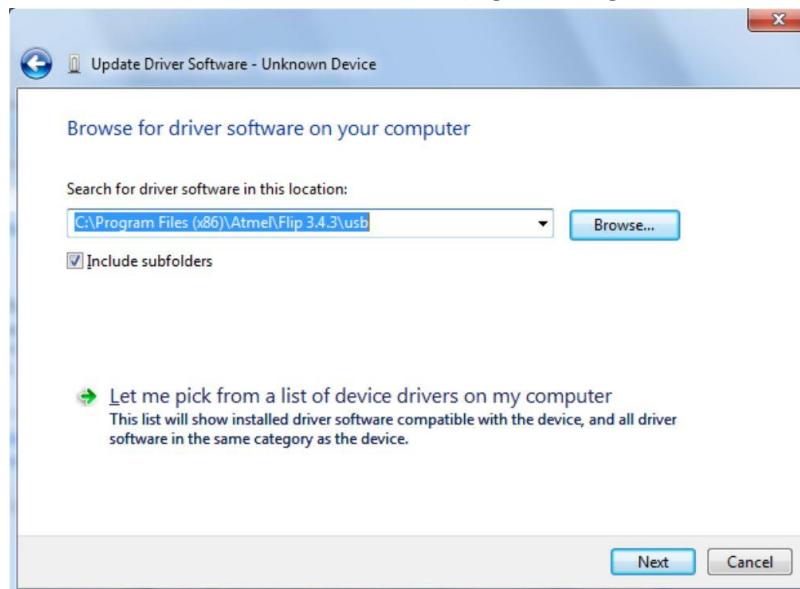 Update Driver Software - Unknown Device
Browse for driver software on your computer
Search for driver software in this location:
C:\Program Files (x86)\Atmel\Flip 3.4.3\usb
Browse...
Include subfolders
Let me pick from a list of device drivers on my computer
This list will show installed driver software compatible with the device, and all driver
software in the same category as the device.
Next
Cancel